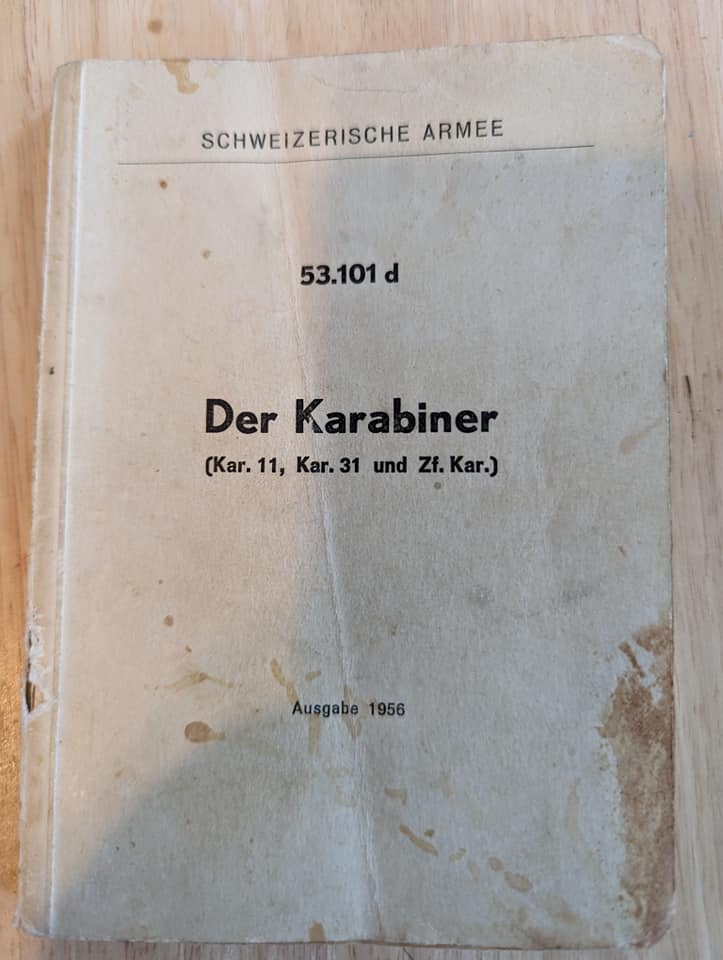 SCHWEIZERISCHE ARMEE
53.101 d
Der Karabiner
(Kar. 11, Kar. 31 und Zf. Kar.)
Ausgabe 1956